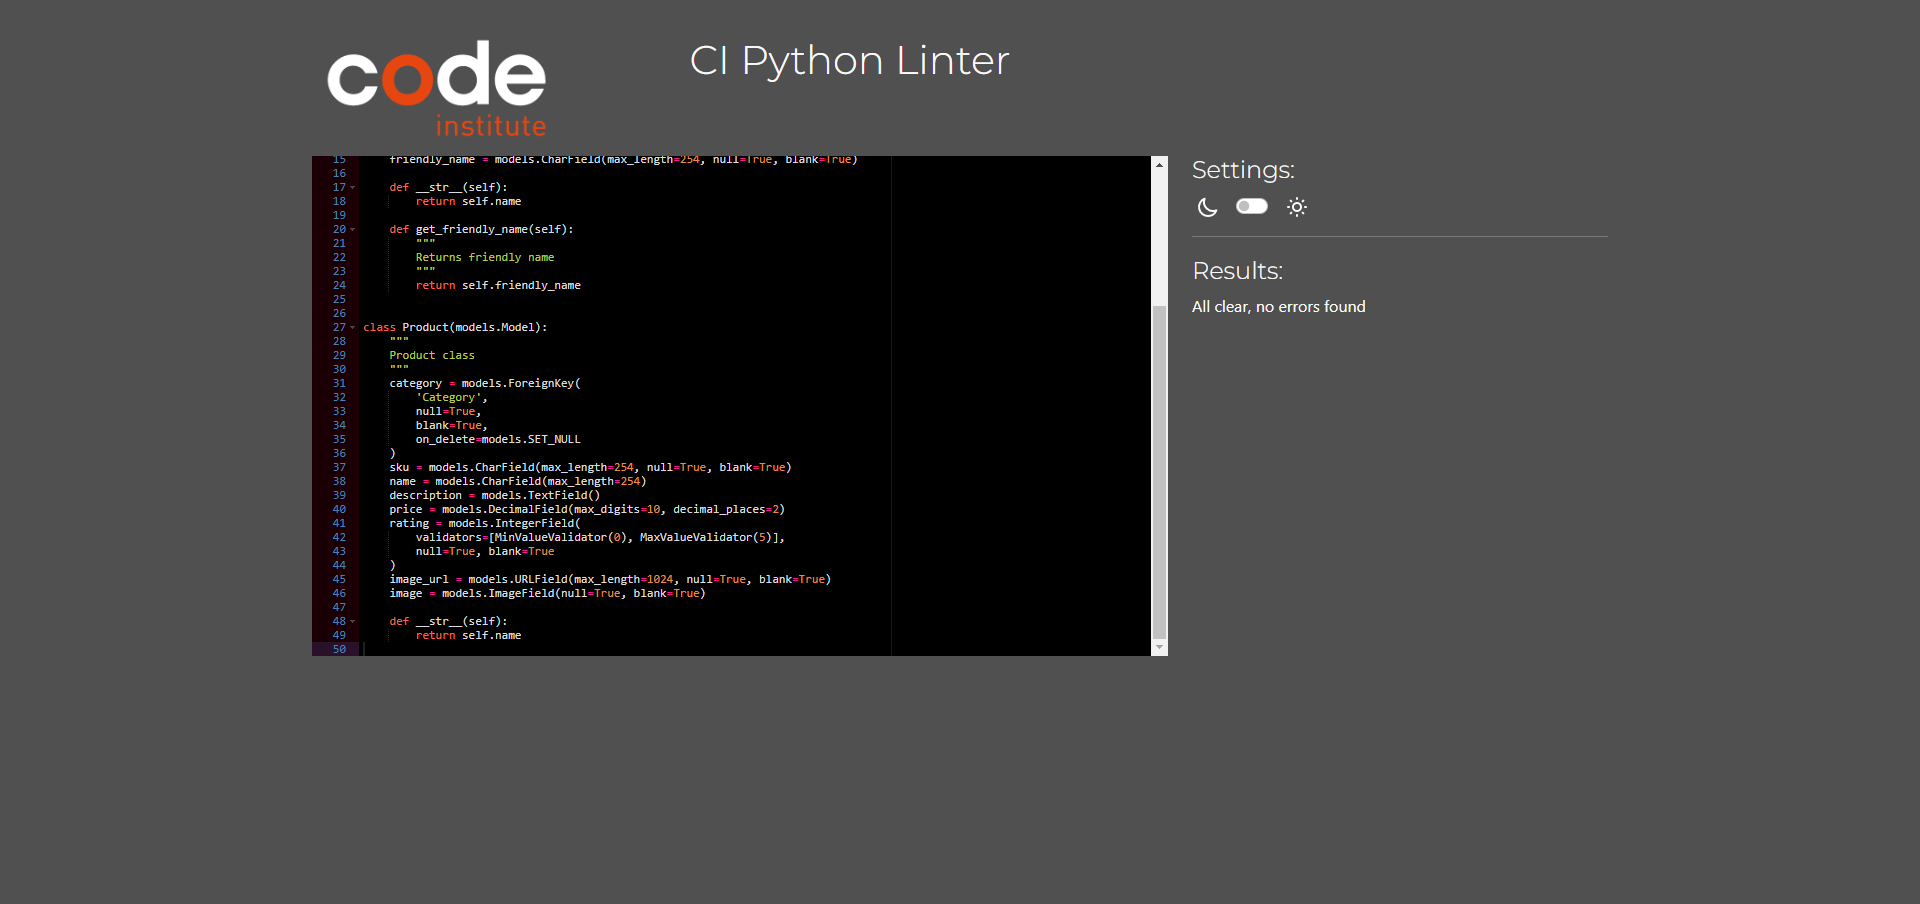 code
institute
CI Python Linter
15 friendly_name = models.CharField(max_length=254, null=True, blank=True)
16
17 def __str__(self):
18 return self.name
19
20 def get_friendly_name(self):
21 """
22 Returns friendly name
23 """
24 return self.friendly_name
25
26
27 class Product(models.Model):
28 """
29 Product class
30 """
31 category = models.ForeignKey(
32 'Category',
33 null=True,
34 blank=True,
35 on_delete=models.SET_NULL
36 )
37 sku = models.CharField(max_length=254, null=True, blank=True)
38 name = models.CharField(max_length=254)
39 description = models.TextField()
40 price = models.DecimalField(max_digits=10, decimal_places=2)
41 rating = models.IntegerField(
42 validators=[MinValueValidator(0), MaxValueValidator(5)],
43 null=True, blank=True
44 )
45 image_url = models.URLField(max_length=1024, null=True, blank=True)
46 image = models.ImageField(null=True, blank=True)
47
48 def __str__(self):
49 return self.name
50
Settings:
Results:
All clear, no errors found